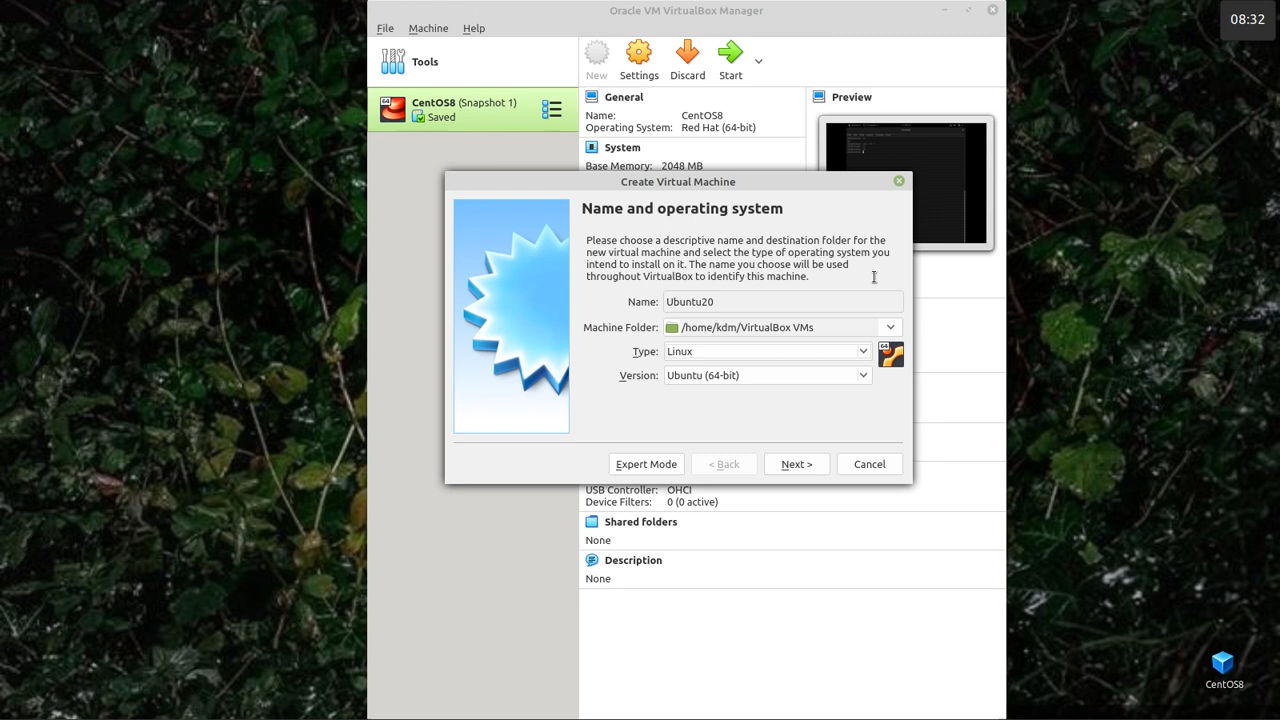 Oracle VM VirtualBox Manager
08:32
File Machine Help
Tools
New Settings Discard Start
64
CentOS8 (Snapshot 1)
Saved
General
Name: CentOS8
Operating System: Red Hat (64-bit)
System
Base Memory: 2048 MB
Preview
Create Virtual Machine
Name and operating system
Please choose a descriptive name and destination folder for the
new virtual machine and select the type of operating system you
intend to install on it. The name you choose will be used
throughout VirtualBox to identify this machine.
Name: Ubuntu20
Machine Folder: /home/kdm/VirtualBox VMs
Type: Linux
64
Version: Ubuntu (64-bit)
Expert Mode < Back Next > Cancel
USB Controller: OHCI
Device Filters: 0 (0 active)
Shared folders
None
Description
None
CentOS8